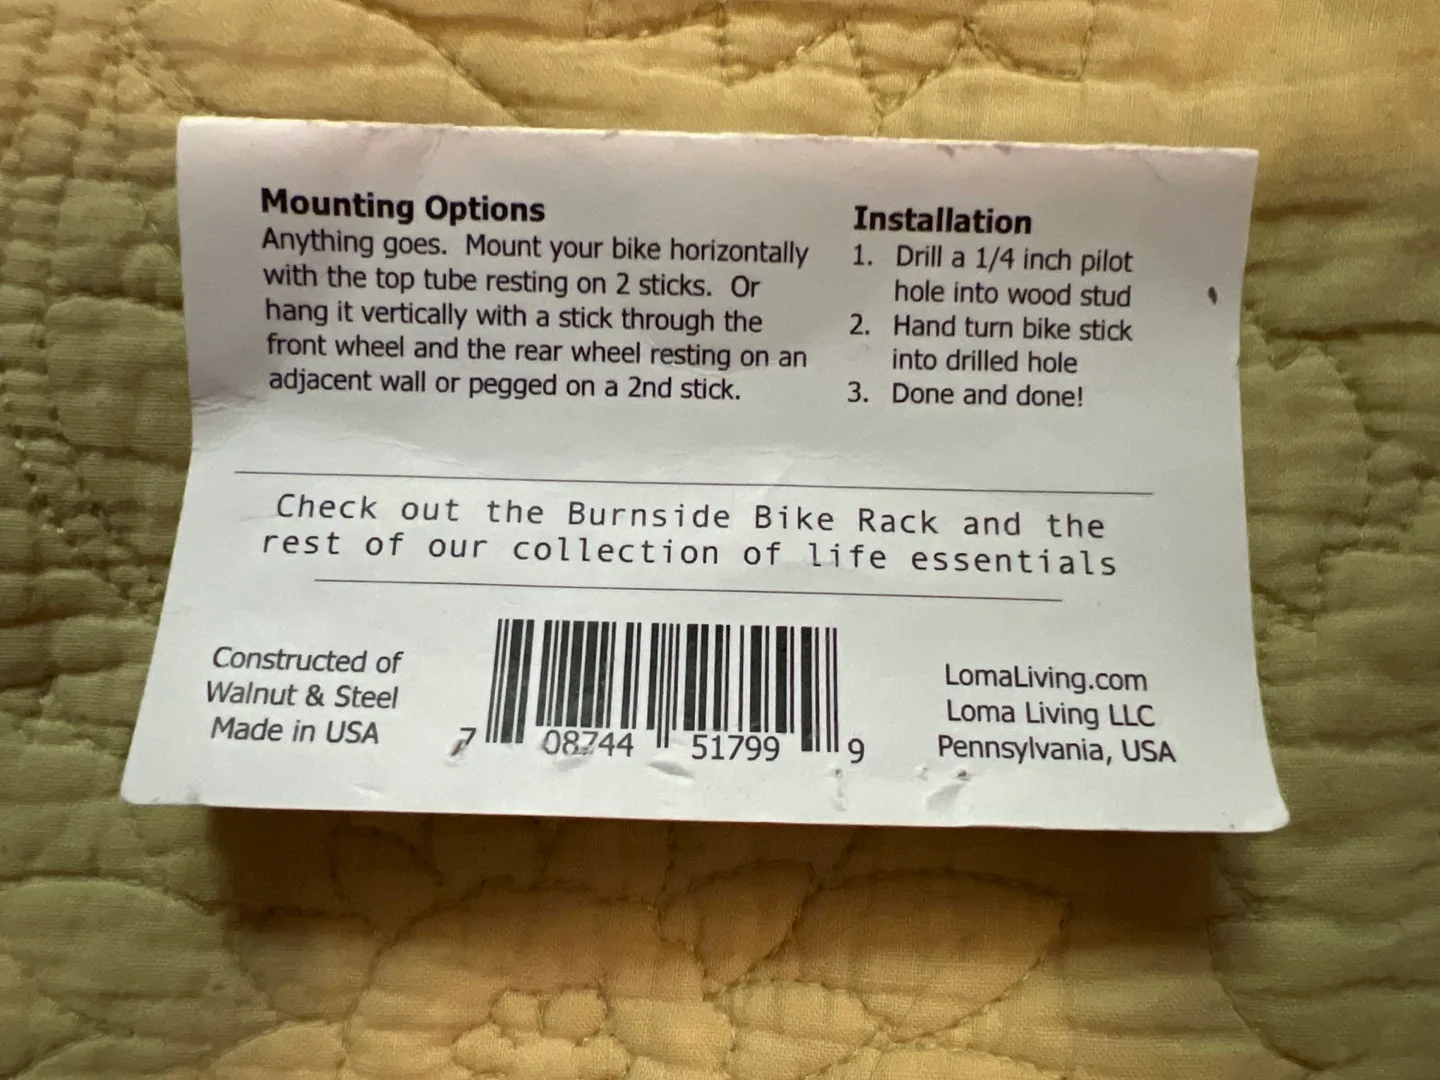 Mounting Options
Anything goes.  Mount your bike horizontally
with the top tube resting on 2 sticks.  Or
hang it vertically with a stick through the
front wheel and the rear wheel resting on an
adjacent wall or pegged on a 2nd stick.
Installation
1. Drill a 1/4 inch pilot
hole into wood stud
2. Hand turn bike stick
into drilled hole
3. Done and done!
Check out the Burnside Bike Rack and the
rest of our collection of life essentials
Constructed of
Walnut & Steel
Made in USA
7 08744 51799 9
LomaLiving.com
Loma Living LLC
Pennsylvania, USA